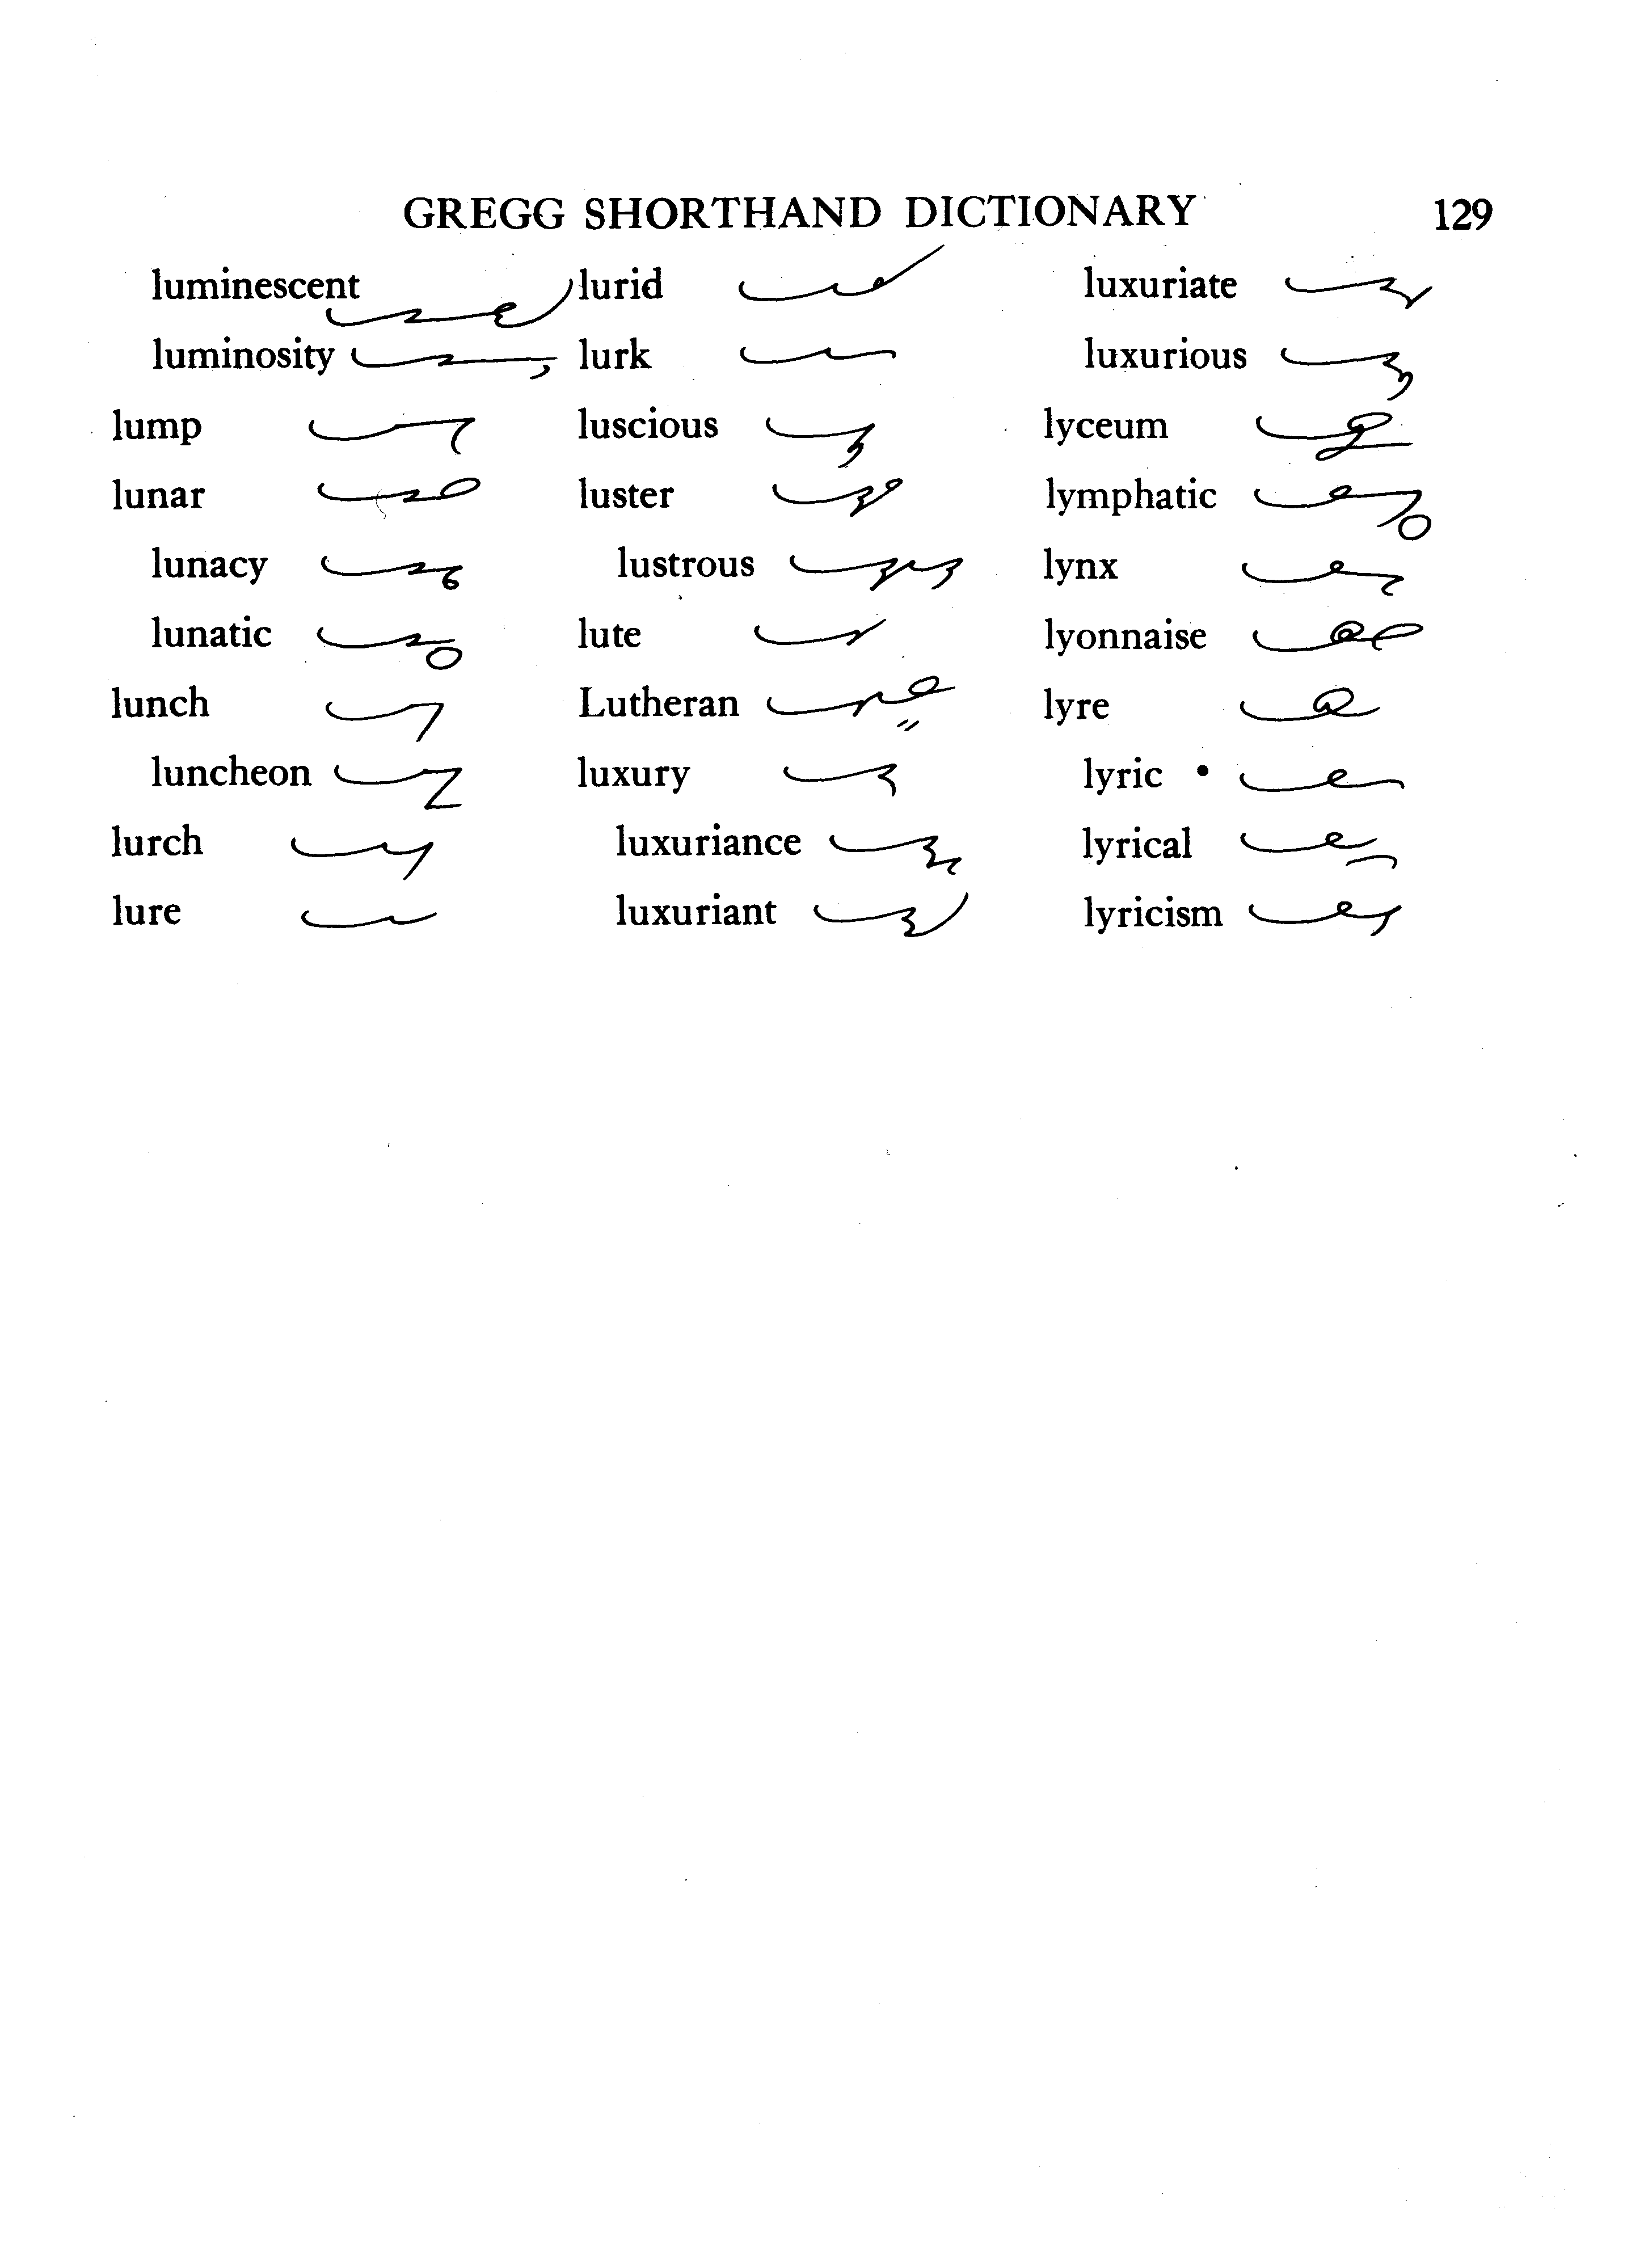 GREGG SHORTHAND DICTIONARY 129
luminescent
luminosity
lump
lunar
lunacy
lunatic
lunch
luncheon
lurch
lure
lurid
lurk
luscious
luster
lustrous
lute
Lutheran
luxury
luxuriance
luxuriant
luxuriate
luxurious
lyceum
lymphatic
lynx
lyonnaise
lyre
lyric
lyrical
lyricism